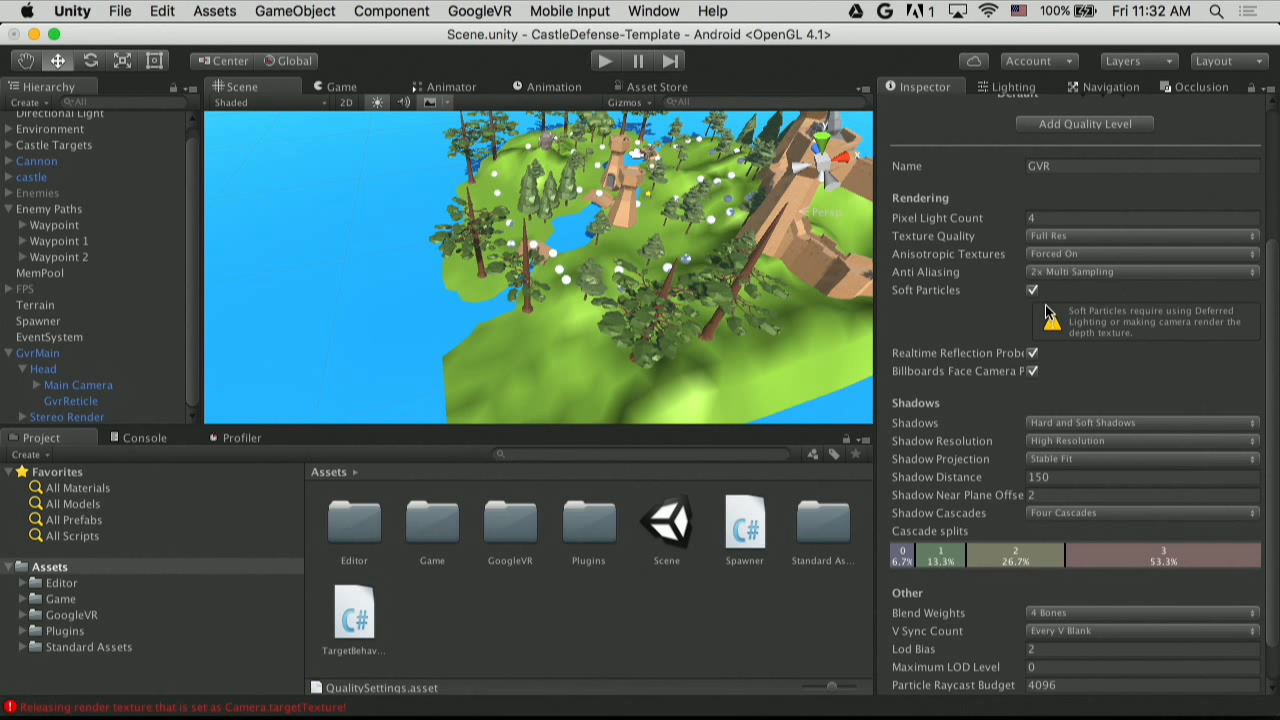 Unity File Edit Assets GameObject Component GoogleVR Mobile Input Window Help 1 100% Fri 11:32 AM
Scene.unity - CastleDefense-Template - Android <OpenGL 4.1>
Center Global Account Layers Layout
Hierarchy Scene Game Animator Animation Asset Store Inspector Lighting Navigation Occlusion
Create All Shaded 2D Gizmos All
Directional Light
Environment
Castle Targets
Cannon
castle
Enemies
Enemy Paths
Waypoint
Waypoint 1
Waypoint 2
MemPool
FPS
Terrain
Spawner
EventSystem
GvrMain
Head
Main Camera
GvrReticle
Stereo Render
y
x
Persp
Default
Add Quality Level
Name GVR
Rendering
Pixel Light Count 4
Texture Quality Full Res
Anisotropic Textures Forced On
Anti Aliasing 2x Multi Sampling
Soft Particles
Soft Particles require using Deferred
Lighting or making camera render the
depth texture.
Realtime Reflection Probe
Billboards Face Camera P
Shadows
Shadows Hard and Soft Shadows
Shadow Resolution High Resolution
Shadow Projection Stable Fit
Shadow Distance 150
Shadow Near Plane Offse 2
Shadow Cascades Four Cascades
Cascade splits
0 1 2 3
6.7% 13.3% 26.7% 53.3%
Other
Blend Weights 4 Bones
V Sync Count Every V Blank
Lod Bias 2
Maximum LOD Level 0
Particle Raycast Budget 4096
Project Console Profiler
Create
Favorites
All Materials
All Models
All Prefabs
All Scripts
Assets
Editor
Game
GoogleVR
Plugins
Standard Assets
Assets
Editor Game GoogleVR Plugins Scene Spawner Standard As...
C#
C#
TargetBehav...
QualitySettings.asset
Releasing render texture that is set as Camera.targetTexture!